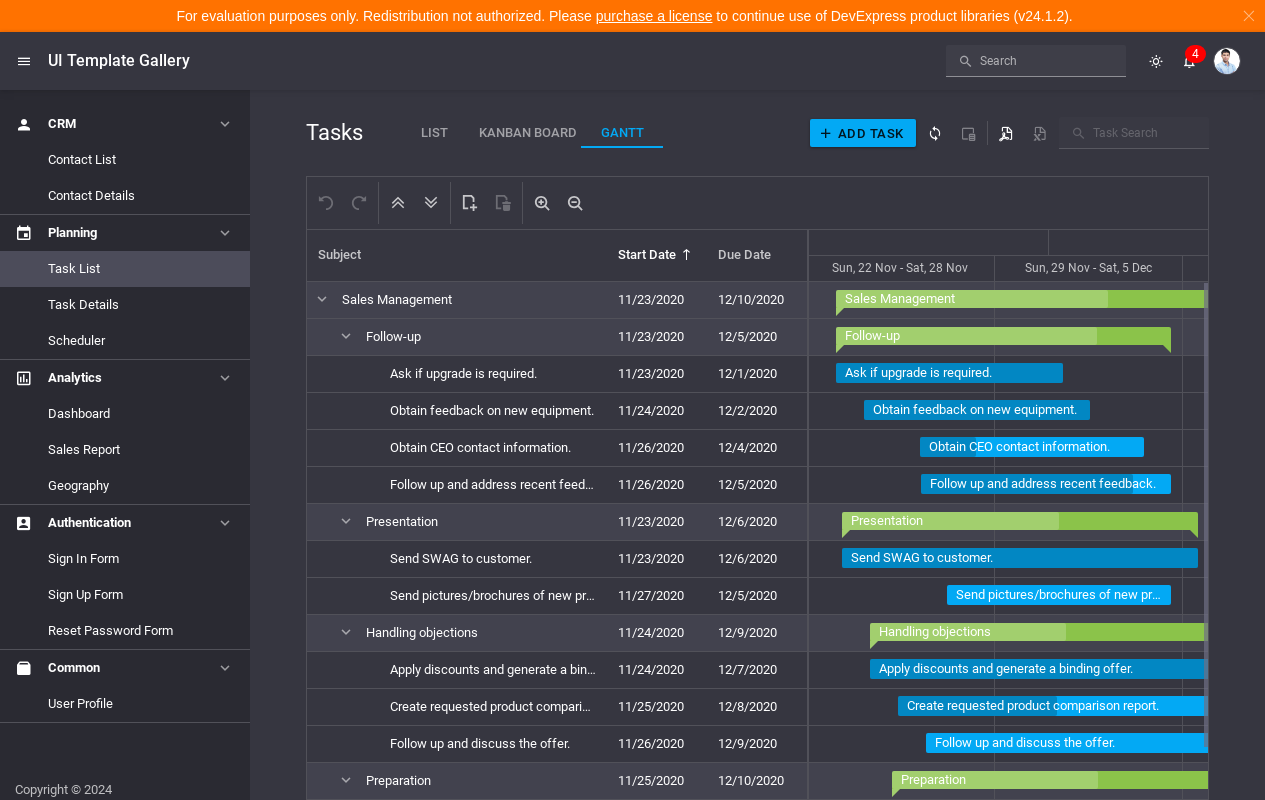 For evaluation purposes only. Redistribution not authorized. Please purchase a license to continue use of DevExpress product libraries (v24.1.2).
UI Template Gallery
Search
4
CRM
Contact List
Contact Details
Planning
Task List
Task Details
Scheduler
Analytics
Dashboard
Sales Report
Geography
Authentication
Sign In Form
Sign Up Form
Reset Password Form
Common
User Profile
Copyright © 2024
Tasks
LIST
KANBAN BOARD
GANTT
ADD TASK
Task Search
Subject
Start Date
Due Date
Sun, 22 Nov - Sat, 28 Nov
Sun, 29 Nov - Sat, 5 Dec
Sales Management 11/23/2020 12/10/2020 Sales Management
Follow-up 11/23/2020 12/5/2020 Follow-up
Ask if upgrade is required. 11/23/2020 12/1/2020 Ask if upgrade is required.
Obtain feedback on new equipment. 11/24/2020 12/2/2020 Obtain feedback on new equipment.
Obtain CEO contact information. 11/26/2020 12/4/2020 Obtain CEO contact information.
Follow up and address recent feed... 11/26/2020 12/5/2020 Follow up and address recent feedback.
Presentation 11/23/2020 12/6/2020 Presentation
Send SWAG to customer. 11/23/2020 12/6/2020 Send SWAG to customer.
Send pictures/brochures of new pr... 11/27/2020 12/5/2020 Send pictures/brochures of new pr...
Handling objections 11/24/2020 12/9/2020 Handling objections
Apply discounts and generate a bin... 11/24/2020 12/7/2020 Apply discounts and generate a binding offer.
Create requested product compari... 11/25/2020 12/8/2020 Create requested product comparison report.
Follow up and discuss the offer. 11/26/2020 12/9/2020 Follow up and discuss the offer.
Preparation 11/25/2020 12/10/2020 Preparation